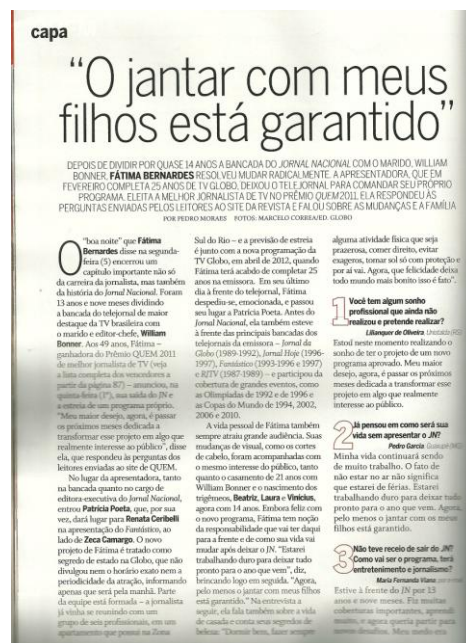 capa
“O jantar com meus
filhos está garantido”
DEPOIS DE DIVIDIR POR QUASE 14 ANOS A BANCADA DO JORNAL NACIONAL COM O MARIDO, WILLIAM
BONNER, FÁTIMA BERNARDES RESOLVEU MUDAR RADICALMENTE. A APRESENTADORA, QUE EM
FEVEREIRO COMPLETA 25 ANOS DE TV GLOBO, DEIXOU O TELEJORNAL PARA COMANDAR SEU PRÓPRIO
PROGRAMA. ELEITA A MELHOR JORNALISTA DE TV NO PRÊMIO QUEM 2011, ELA RESPONDEU ÀS
PERGUNTAS ENVIADAS PELOS LEITORES AO SITE DA REVISTA E FALOU SOBRE AS MUDANÇAS E A FAMÍLIA
POR PEDRO MORAES FOTOS: MARCELO CORREA/ED. GLOBO
O “boa noite” que Fátima
Bernardes disse na segunda-
feira (5) encerrou um
capítulo importante não só
da carreira da jornalista, mas também
da história do Jornal Nacional. Foram
13 anos e nove meses dividindo
a bancada do telejornal de maior
destaque da TV brasileira com
o marido e editor-chefe, William
Bonner. Aos 49 anos, Fátima –
ganhadora do Prêmio QUEM 2011
de melhor jornalista de TV (veja
a lista completa dos vencedores a
partir da página 87) – anunciou, na
quinta-feira (1º), sua saída do JN e
a estreia de um programa próprio.
“Meu maior desejo, agora, é passar
os próximos meses dedicada a
transformar esse projeto em algo que
realmente interesse ao público”, disse
ela, que respondeu às perguntas dos
leitores enviadas ao site de QUEM.
No lugar da apresentadora, tanto
na bancada quanto no cargo de
editora-executiva do Jornal Nacional,
entrou Patrícia Poeta, que, por sua
vez, dará lugar para Renata Ceribelli
na apresentação do Fantástico, ao
lado de Zeca Camargo. O novo
projeto de Fátima é tratado como
segredo de estado na Globo, que não
divulgou nem o horário exato nem a
periodicidade da atração, informando
apenas que será pela manhã. Parte
da equipe está formada – a jornalista
já vinha se reunindo com um
grupo de seis profissionais, em um
apartamento que possui na Zona
Sul do Rio – e a previsão de estreia
é junto com a nova programação da
TV Globo, em abril de 2012, quando
Fátima terá acabado de completar 25
anos na emissora. Em seu último
dia à frente do telejornal, Fátima
despediu-se, emocionada, e passou
seu lugar a Patrícia Poeta. Antes do
Jornal Nacional, ela também esteve
à frente das principais bancadas dos
telejornais da emissora – Jornal da
Globo (1989-1992), Jornal Hoje (1996-
1997), Fantástico (1993-1996 e 1997)
e RJTV (1987-1989) – e participou da
cobertura de grandes eventos, como
as Olimpíadas de 1992 e de 1996 e
as Copas do Mundo de 1994, 2002,
2006 e 2010.
A vida pessoal de Fátima também
sempre atraiu grande audiência. Suas
mudanças de visual, como os cortes
de cabelo, foram acompanhadas com
o mesmo interesse do público, tanto
quanto o casamento de 21 anos com
William Bonner e o nascimento dos
trigêmeos, Beatriz, Laura e Vinícius,
agora com 14 anos. Embora feliz com
o novo programa, Fátima tem noção
da responsabilidade que vai ter daqui
para a frente e de como sua vida vai
mudar após deixar o JN. “Estarei
trabalhando duro para deixar tudo
pronto para o ano que vem”, diz,
brincando logo em seguida. “Agora,
pelo menos o jantar com meus filhos
está garantido.” Na entrevista a
seguir, ela fala também sobre a vida
de casada e conta seus segredos de
beleza: “Dormir bem, fazer sempre
alguma atividade física que seja
prazerosa, comer direito, evitar
exageros, tomar sol com proteção e
por aí vai. Agora, que felicidade deixa
todo mundo mais bonito isso é fato”.
1 Você tem algum sonho
profissional que ainda não
realizou e pretende realizar?
Lilianquer de Oliveira
Estou neste momento realizando o
sonho de ter o projeto de um novo
programa aprovado. Meu maior
desejo, agora, é passar os próximos
meses dedicada a transformar esse
projeto em algo que realmente
interesse ao público.
2 Já pensou em como será sua
vida sem apresentar o JN?
Pedro Garcia
Minha vida continuará sendo
de muito trabalho. O fato de
não estar no ar não significa
que estarei de férias. Estarei
trabalhando duro para deixar tudo
pronto para o ano que vem. Agora,
pelo menos o jantar com os meus
filhos está garantido.
3 Não teve receio de sair do JN?
Como vai ser o programa, terá
entretenimento e jornalismo?
Maria Fernanda Viana
Estive à frente do JN por 13
anos e nove meses. Fiz muitas
coberturas importantes, aprendi
muito, e agora queria partir para